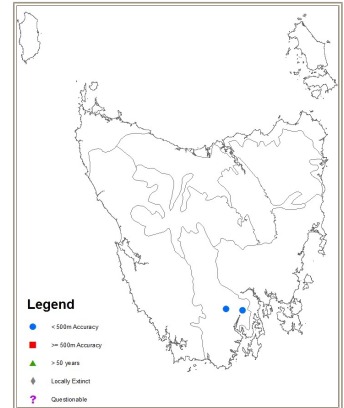 Legend
< 500m Accuracy
>= 500m Accuracy
> 50 years
Locally Extinct
? Questionable